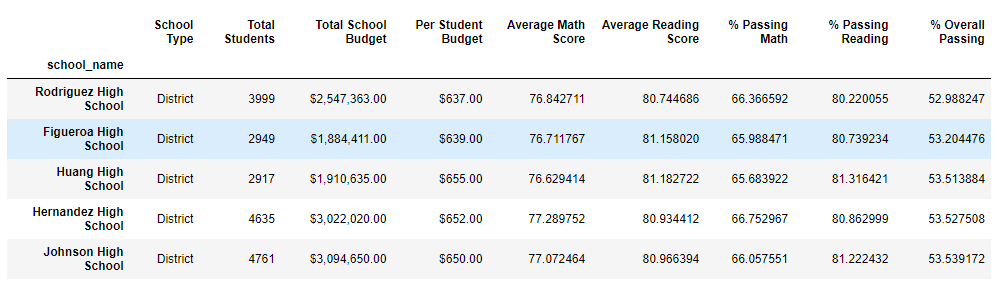 School Type Total Students Total School Budget Per Student Budget Average Math Score Average Reading Score % Passing Math % Passing Reading % Overall Passing
school_name
Rodriguez High School District 3999 $2,547,363.00 $637.00 76.842711 80.744686 66.366592 80.220055 52.988247
Figueroa High School District 2949 $1,884,411.00 $639.00 76.711767 81.158020 65.988471 80.739234 53.204476
Huang High School District 2917 $1,910,635.00 $655.00 76.629414 81.182722 65.683922 81.316421 53.513884
Hernandez High School District 4635 $3,022,020.00 $652.00 77.289752 80.934412 66.752967 80.862999 53.527508
Johnson High School District 4761 $3,094,650.00 $650.00 77.072464 80.966394 66.057551 81.222432 53.539172